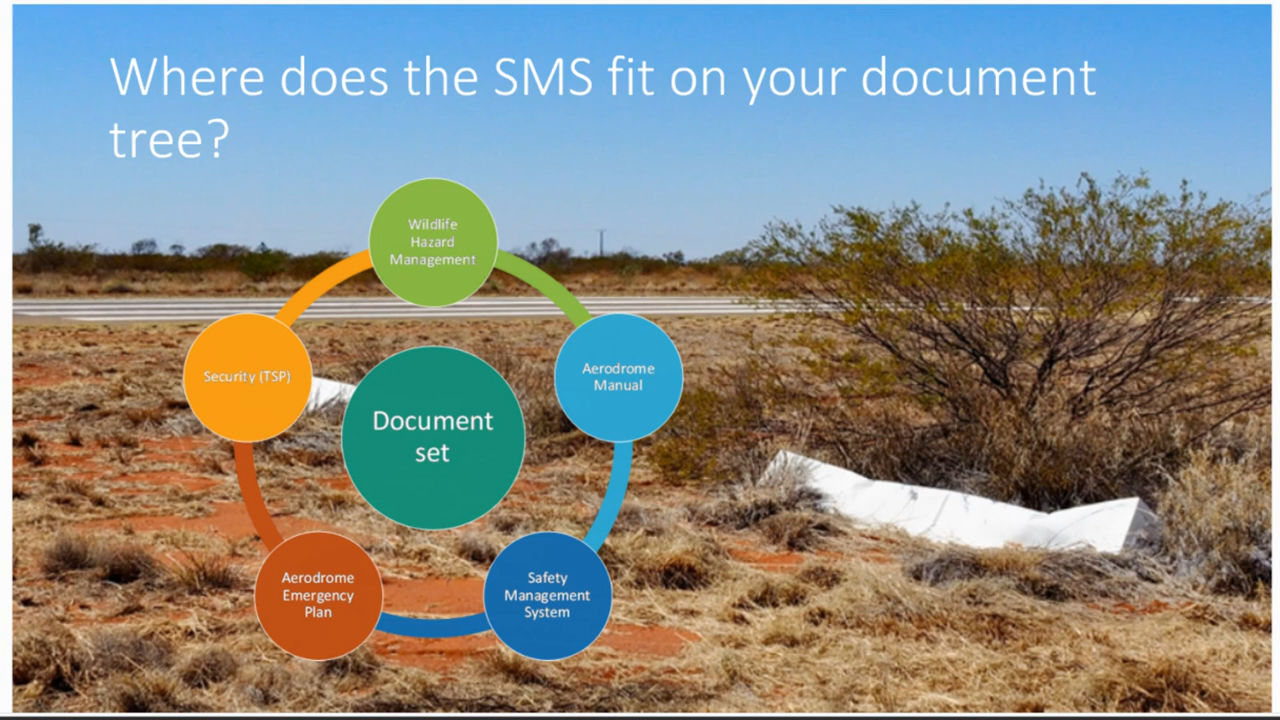 Where does the SMS fit on your document
tree?
Wildlife
Hazard
Management
Aerodrome
Manual
Safety
Management
System
Aerodrome
Emergency
Plan
Security (TSP)
Document
set